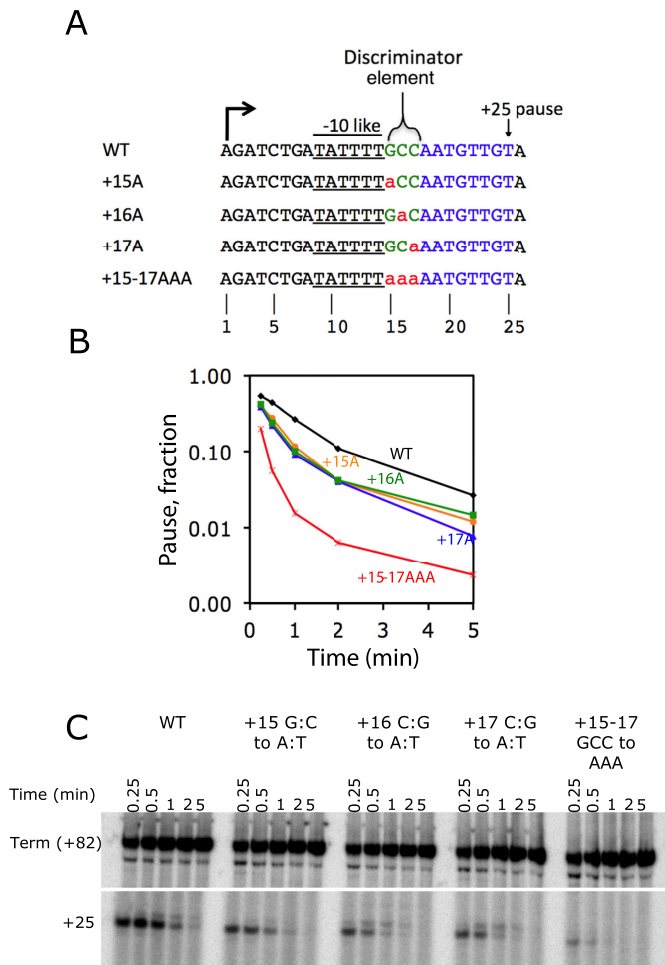 A
Discriminator
element
-10 like
+25 pause
WT AGATCTGATATTTTGCCAATGTTGTA
+15A AGATCTGATATTTTaCCAATGTTGTA
+16A AGATCTGATATTTTGaCAATGTTGTA
+17A AGATCTGATATTTTGCaAATGTTGTA
+15-17AAA AGATCTGATATTTTaaaAATGTTGTA
1 5 10 15 20 25
B
1.00
0.10
0.01
0.00
Pause, fraction
WT
+15A
+16A
+17A
+15-17AAA
0 1 2 3 4 5
Time (min)
C
WT +15 G:C +16 C:G +17 C:G +15-17
to A:T to A:T to A:T GCC to
AAA
Time (min) 0.25 0.5 1 2 5 0.25 0.5 1 2 5 0.25 0.5 1 2 5 0.25 0.5 1 2 5 0.25 0.5 1 2 5
Term (+82)
+25